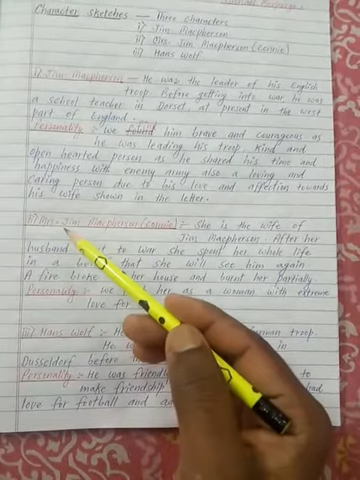 Character sketches — Three characters
i) Jim Macpherson
ii) Mrs. Jim Macpherson (Connie)
iii) Hans Wolf
i) Jim Macpherson — He was the leader of his English
troop. Before getting into war he was
a school teacher in Dorset, at present in the west
part of England.
Personality :- We found him brave and courageous as
he was leading his troop. Kind and
open hearted person as he shared his time and
happiness with enemy army also a loving and
caring person due to his love and affection towards
his wife shown in the letter.
ii) Mrs. Jim Macpherson (Connie) :- She is the wife of
Jim Macpherson. After her
husband to war she spent her whole life
in a that she will see him again
A fire broke her house and burnt her partially.
Personality :- We her as a woman with extreme
love for
iii) Hans Wolf :- troop.
He in
Dusseldorf before
Personality :- He was to
make friendship
love for football and